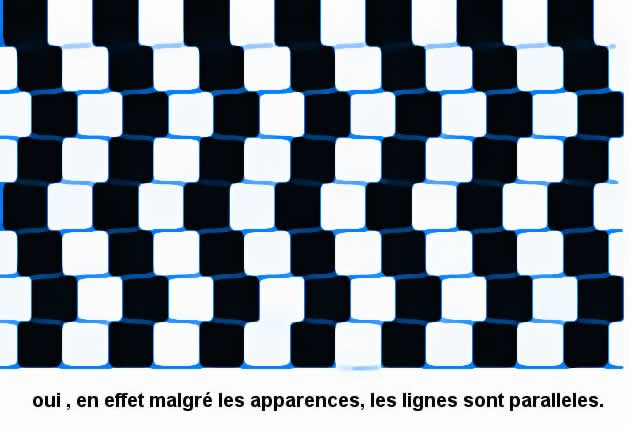 oui , en effet malgré les apparences, les lignes sont paralleles.